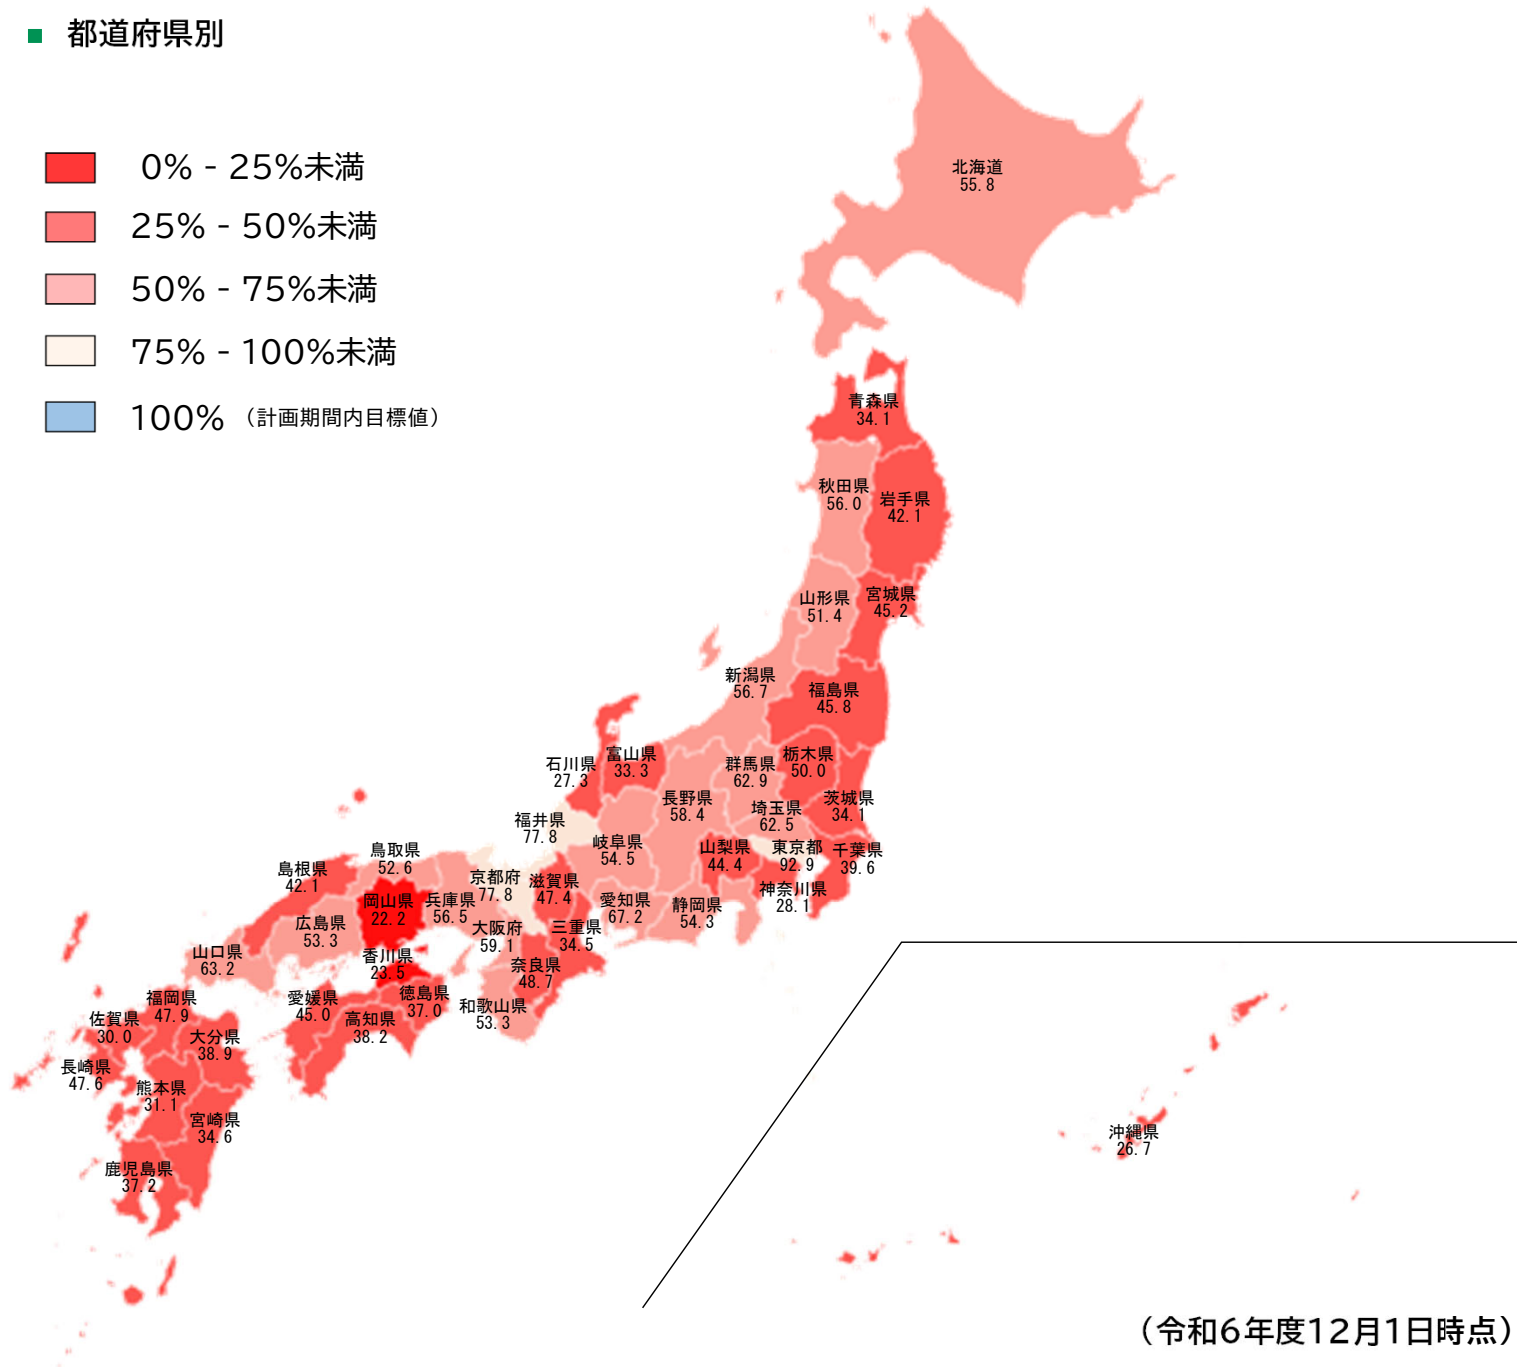 ■ 都道府県別
0% - 25%未満
25% - 50%未満
50% - 75%未満
75% - 100%未満
100% （計画期間内目標値）
北海道
55.8
青森県
34.1
秋田県
56.0
岩手県
42.1
山形県
51.4
宮城県
45.2
新潟県
56.7
福島県
45.8
石川県
27.3
富山県
33.3
群馬県
62.9
栃木県
50.0
長野県
58.4
埼玉県
62.5
茨城県
34.1
福井県
77.8
岐阜県
54.5
山梨県
44.4
東京都
92.9
千葉県
39.6
鳥取県
52.6
島根県
42.1
京都府
77.8
滋賀県
47.4
神奈川県
28.1
岡山県
22.2
兵庫県
56.5
愛知県
67.2
静岡県
54.3
広島県
53.3
大阪府
59.1
三重県
34.5
山口県
63.2
香川県
23.5
奈良県
48.7
福岡県
47.9
愛媛県
45.0
徳島県
37.0
和歌山県
53.3
佐賀県
30.0
高知県
38.2
大分県
38.9
長崎県
47.6
熊本県
31.1
宮崎県
34.6
鹿児島県
37.2
沖縄県
26.7
（令和6年度12月1日時点）